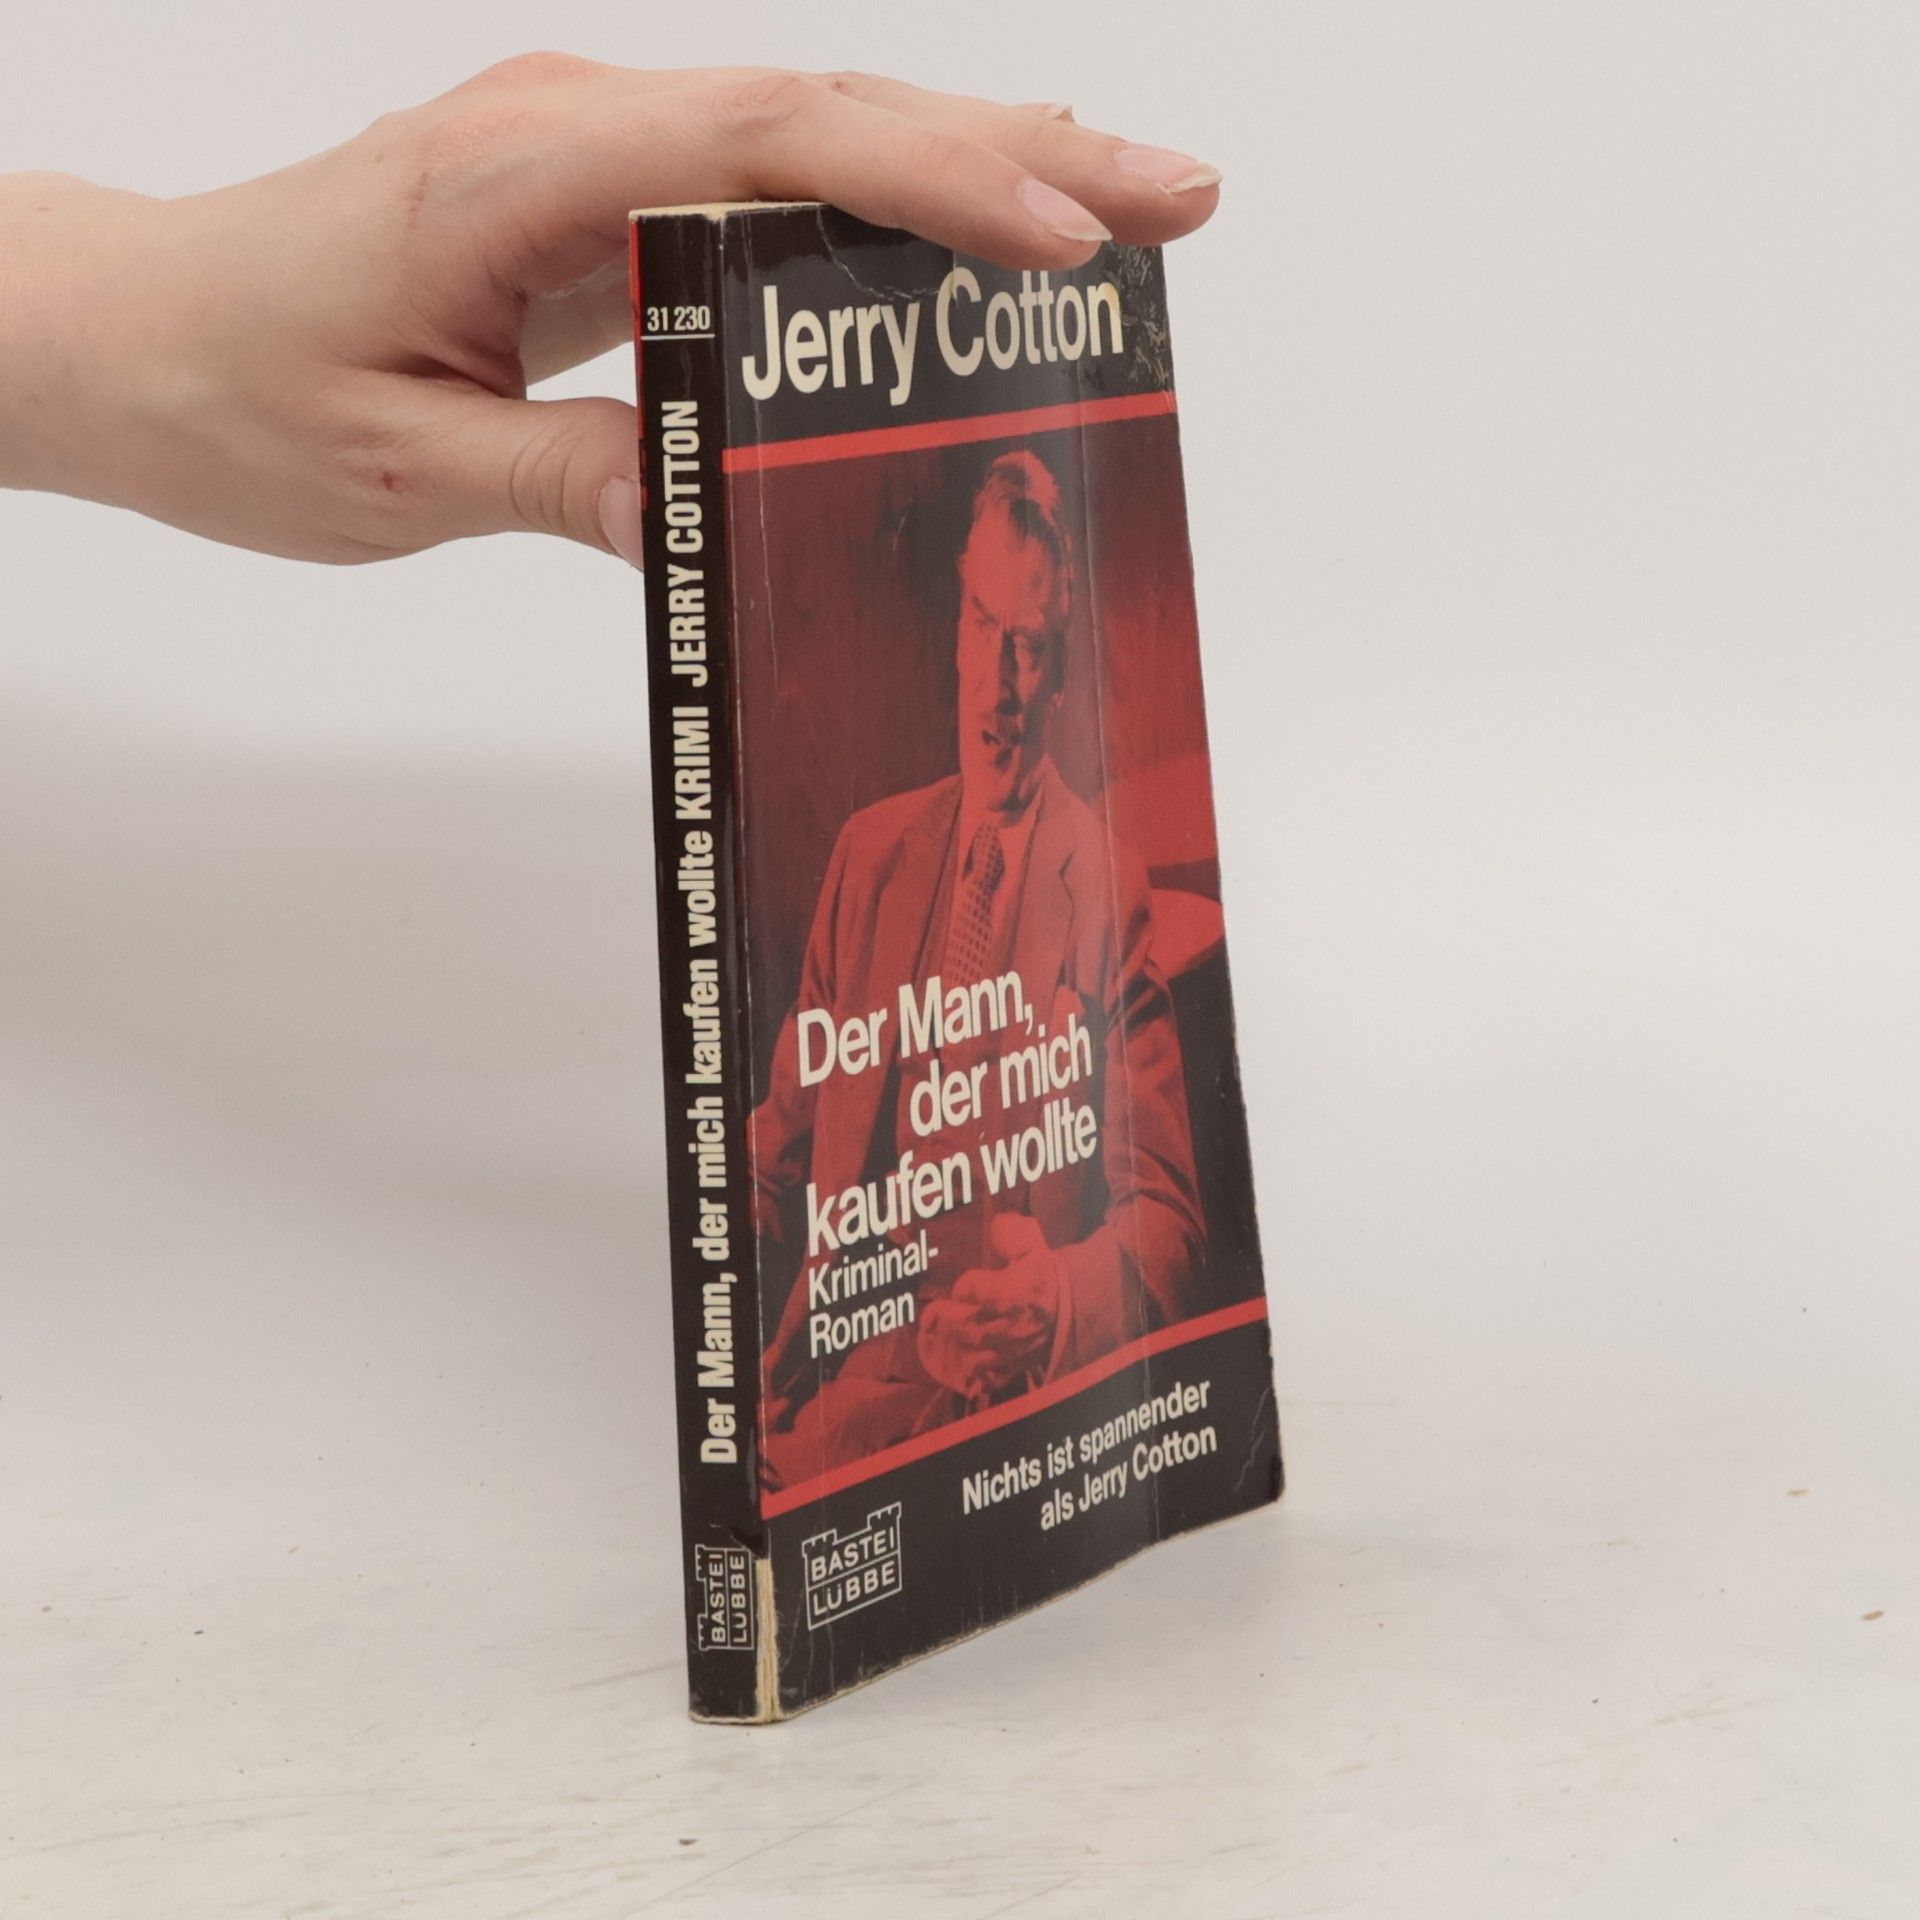 31 230
Der Mann, der mich kaufen wollte KRIMI JERRY COTTON
BASTEI
LÜBBE
Jerry Cotton
Der Mann,
der mich
kaufen wollte
Kriminal-
Roman
Nichts ist spannender
als Jerry Cotton
BASTEI
LÜBBE